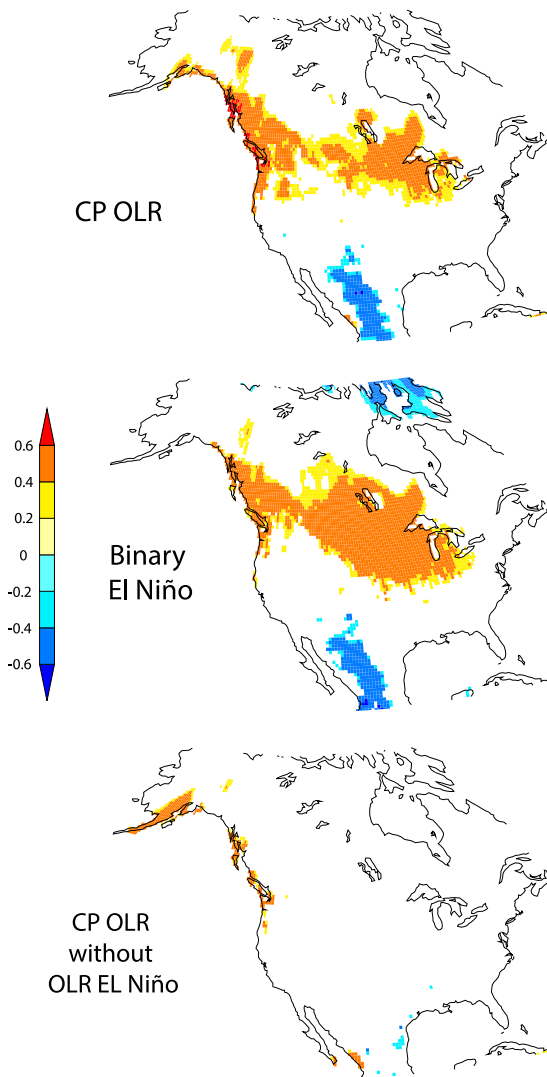 CP OLR
0.6
0.4
0.2
0
-0.2
-0.4
-0.6
Binary
El Niño
CP OLR
without
OLR EL Niño